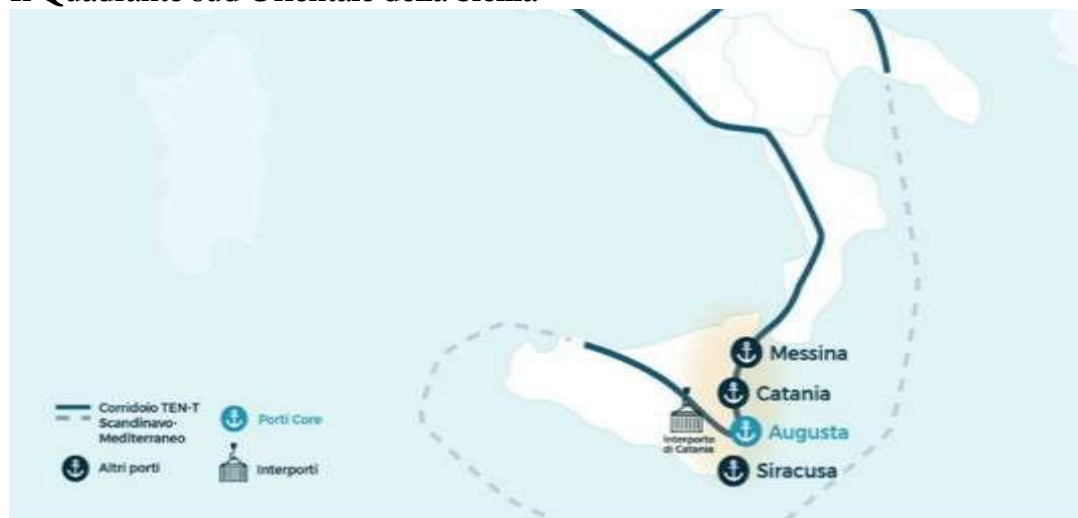 Il Quadrante sud-Orientale della Sicilia
Messina
Catania
Augusta
Siracusa
Interporto
di Catania
Corridoio TEN-T
Scandinavo-
Mediterraneo
Porti Core
Altri porti
Interporti